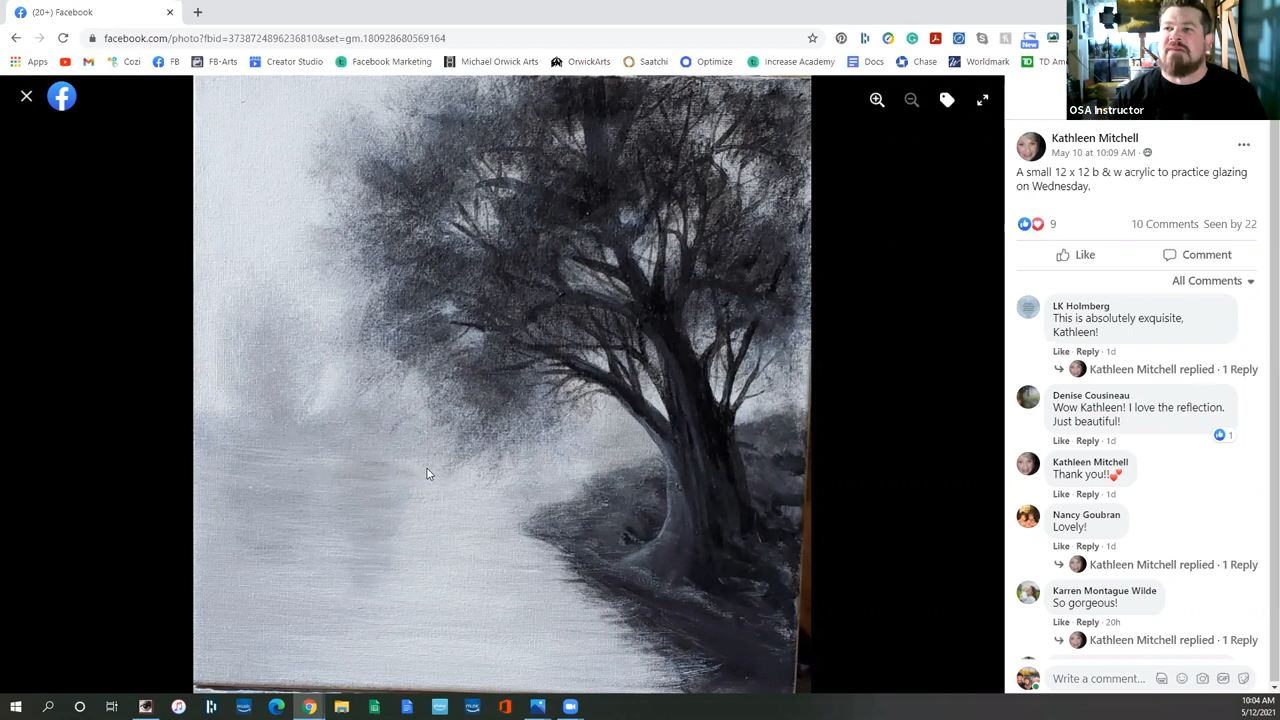 (20+) Facebook
facebook.com/photo?fbid=3738724896236810&set=gm.1809286802569164
New
Apps
Cozi
FB
FB-Arts
Creator Studio
Facebook Marketing
Michael Orwick Arts
OrwickArts
Saatchi
Optimize
Increase Academy
Docs
Chase
Worldmark
TD Am
OSA Instructor
Kathleen Mitchell
May 10 at 10:09 AM ·
A small 12 x 12 b & w acrylic to practice glazing
on Wednesday.
9
10 Comments Seen by 22
Like
Comment
All Comments
LK Holmberg
This is absolutely exquisite,
Kathleen!
Like · Reply · 1d
Kathleen Mitchell replied · 1 Reply
Denise Cousineau
Wow Kathleen! I love the reflection.
Just beautiful!
1
Like · Reply · 1d
Kathleen Mitchell
Thank you!!💕
Like · Reply · 1d
Nancy Goubran
Lovely!
Like · Reply · 1d
Kathleen Mitchell replied · 1 Reply
Karren Montague Wilde
So gorgeous!
Like · Reply · 20h
Kathleen Mitchell replied · 1 Reply
Write a comment...
GIF
10:04 AM
5/12/2021